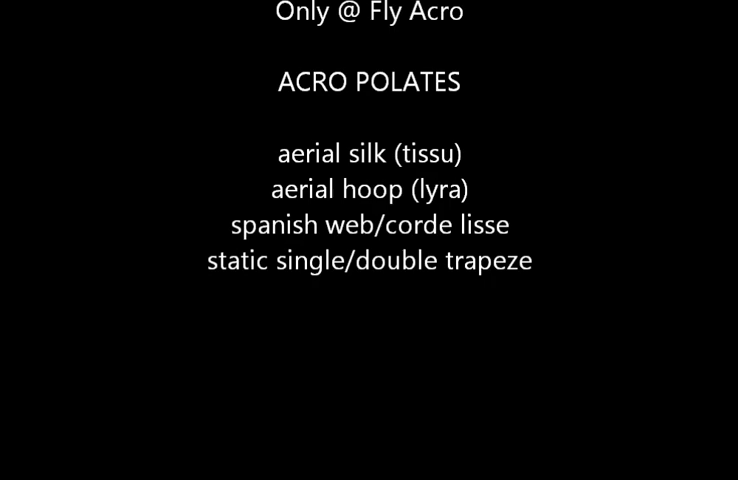 Only @ Fly Acro
ACRO POLATES
aerial silk (tissu)
aerial hoop (lyra)
spanish web/corde lisse
static single/double trapeze